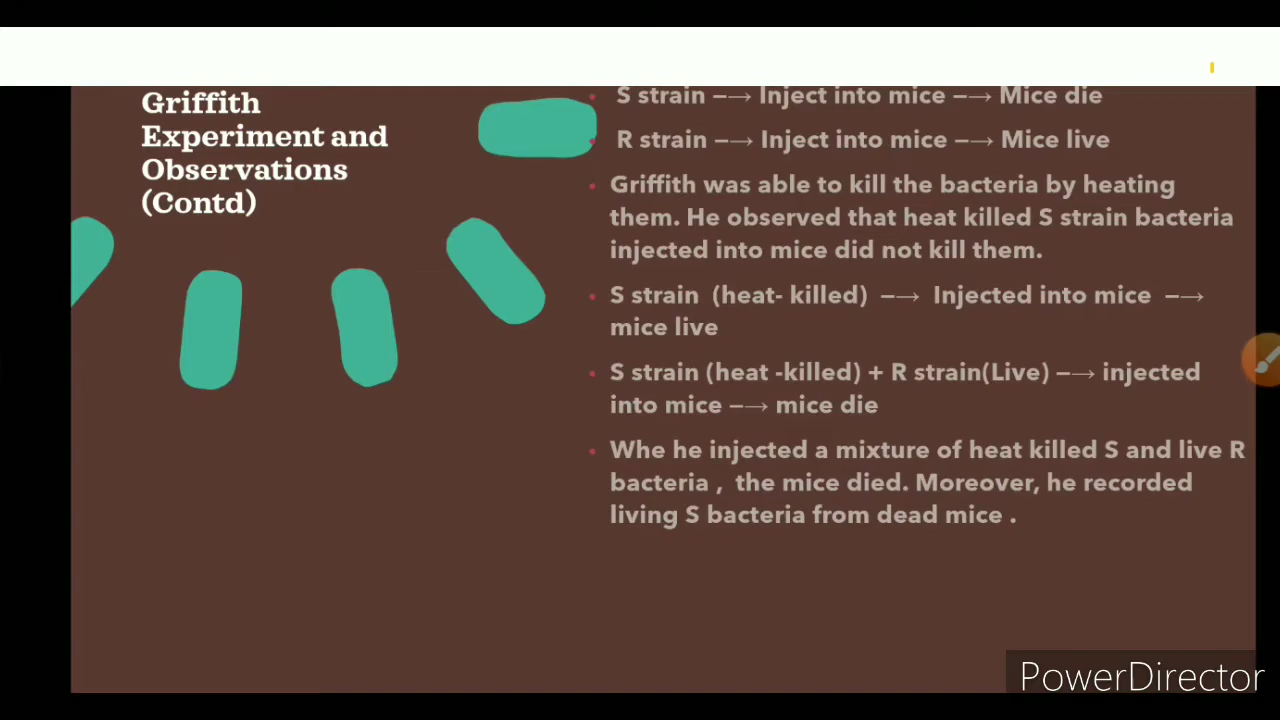 Griffith
Experiment and
Observations
(Contd)
• S strain –→ Inject into mice –→ Mice die
• R strain –→ Inject into mice –→ Mice live
• Griffith was able to kill the bacteria by heating
them. He observed that heat killed S strain bacteria
injected into mice did not kill them.
• S strain (heat- killed) –→ Injected into mice –→
mice live
• S strain (heat -killed) + R strain(Live) –→ injected
into mice –→ mice die
• Whe he injected a mixture of heat killed S and live R
bacteria , the mice died. Moreover, he recorded
living S bacteria from dead mice .
PowerDirector